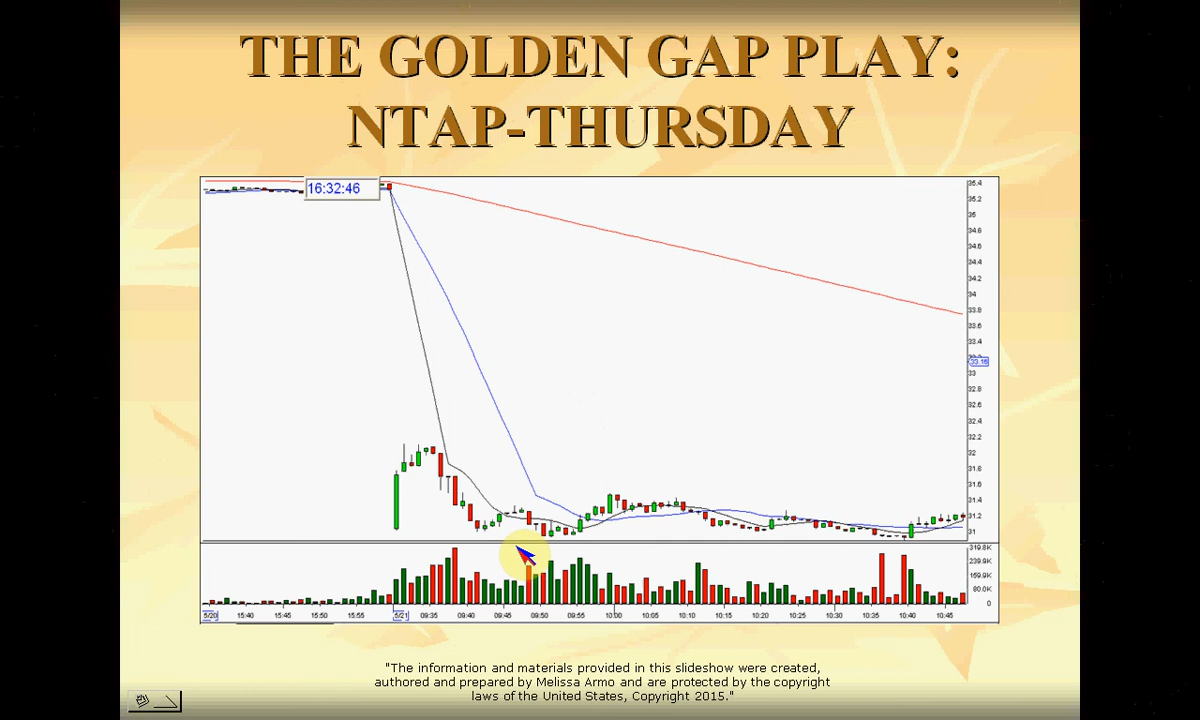 THE GOLDEN GAP PLAY:
NTAP-THURSDAY
16:32:46
35.4
35.2
35
34.8
34.6
34.4
34.2
34
33.8
33.6
33.4
33.16
33
32.8
32.6
32.4
32.2
32
31.8
31.6
31.4
31.2
31
349.8K
239.9K
159.9K
80.0K
0
5/20 15:40 15:45 15:50 15:55 5/21 09:35 09:40 09:45 09:50 09:55 10:00 10:05 10:10 10:15 10:20 10:25 10:30 10:35 10:40 10:45
"The information and materials provided in this slideshow were created,
authored and prepared by Melissa Armo and are protected by the copyright
laws of the United States, Copyright 2015."